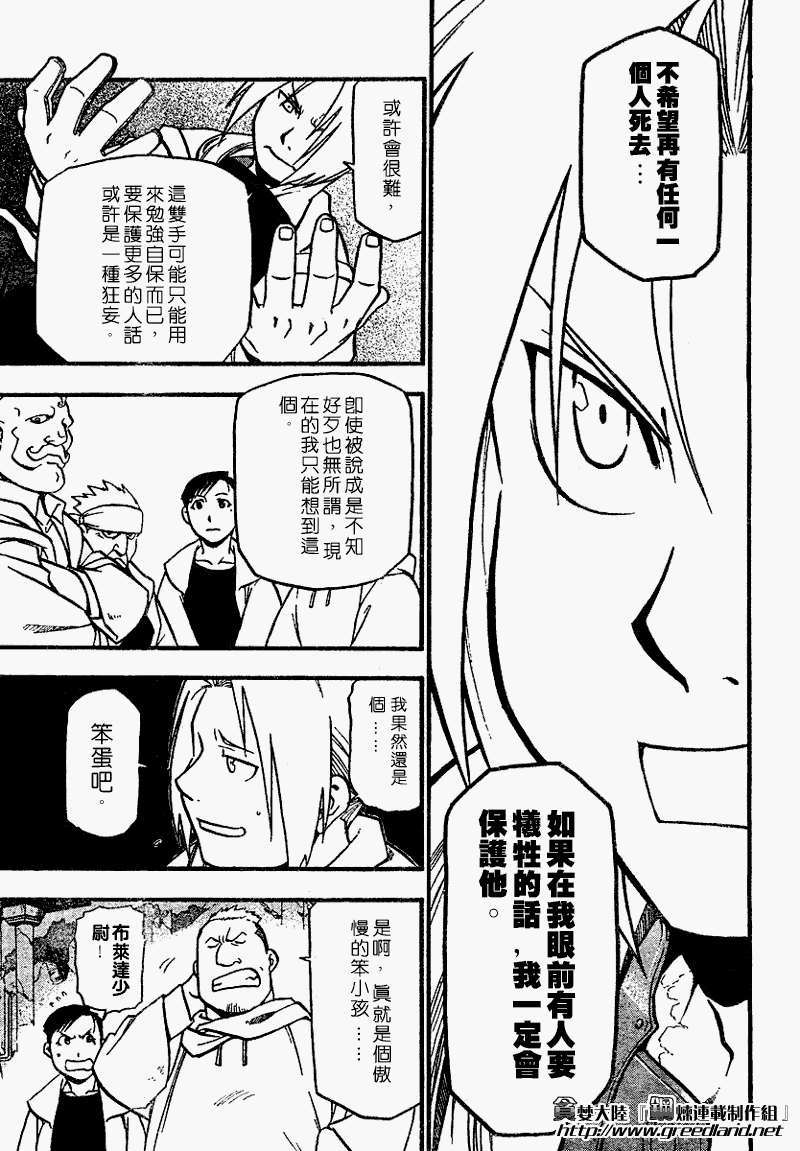 不希望再有任何一
個人死去…
如果在我眼前有人要
犧牲的話，我一定會
保護他。
或許會很難，
這雙手可能只能用
來勉強自保而已，
要保護更多的人話
或許是一種狂妄。
即使被說成是不知
好歹也無所謂，現
在的我只能想到這
個。
我果然還是
個……
笨蛋吧。
是啊，真就是個傲
慢的笨小孩……
布萊達少
尉…
貪婪大陸『鋼煉連載制作組』
http://www.greedland.net/